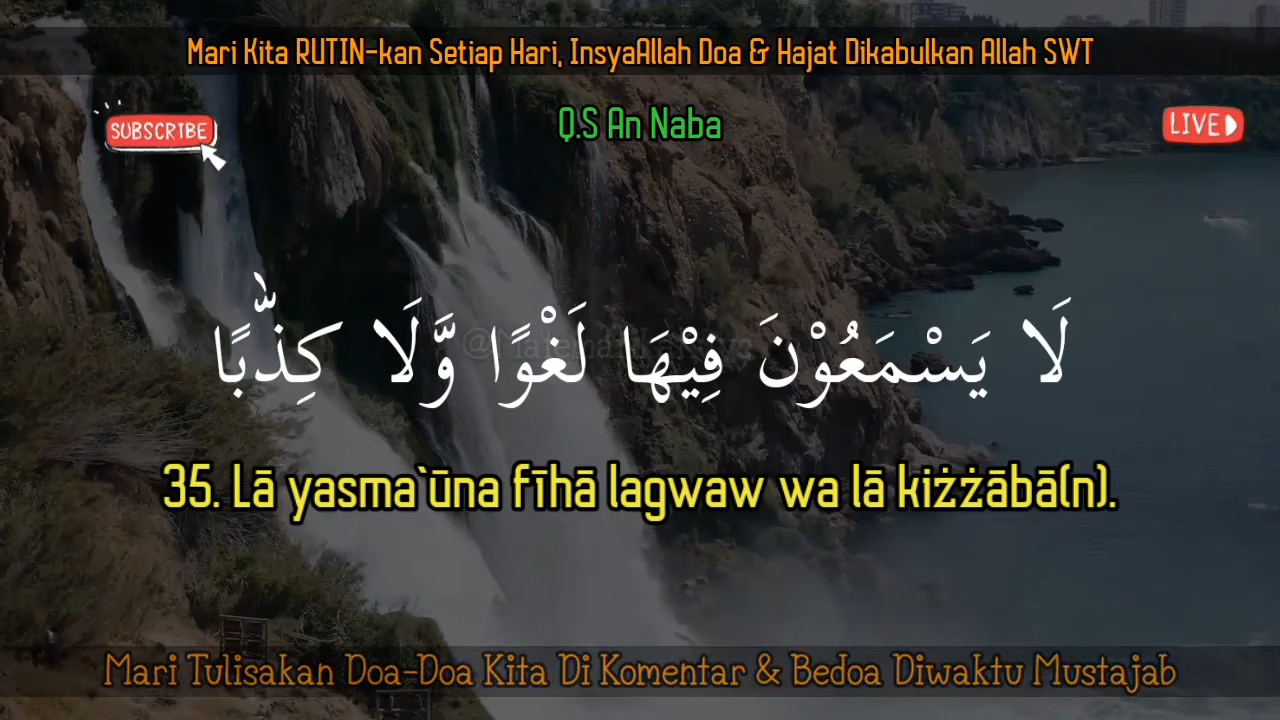 Mari Kita RUTIN-kan Setiap Hari, InsyaAllah Doa & Hajat Dikabulkan Allah SWT
Q.S An Naba
SUBSCRIBE
LIVE
لَا يَسْمَعُوْنَ فِيْهَا لَغْوًا وَّلَا كِذّٰبًا
35. Lā yasma`ūna fīhā lagwaw wa lā kiżżābā(n).
Mari Tulisakan Doa-Doa Kita Di Komentar & Bedoa Diwaktu Mustajab